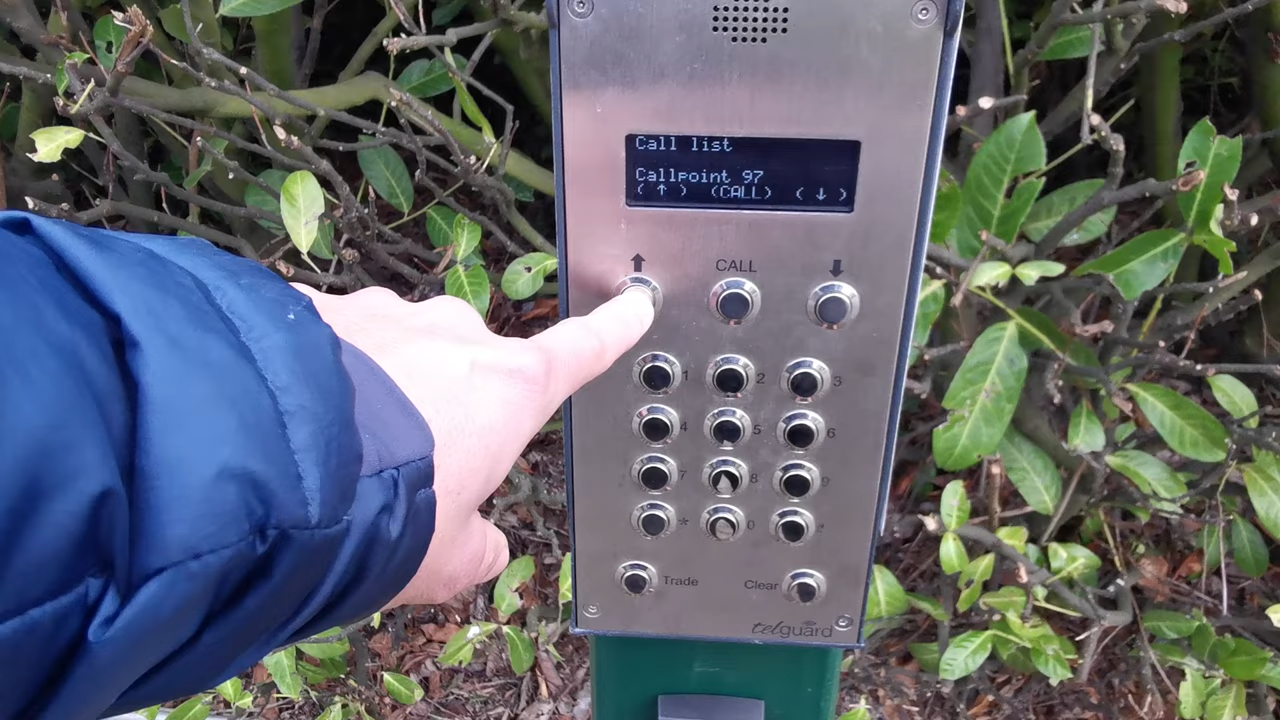 Call list
Callpoint 97
( ↑ ) (CALL) ( ↓ )
CALL
1 2 3
4 5 6
7 8 9
* 0
Trade Clear
telguard